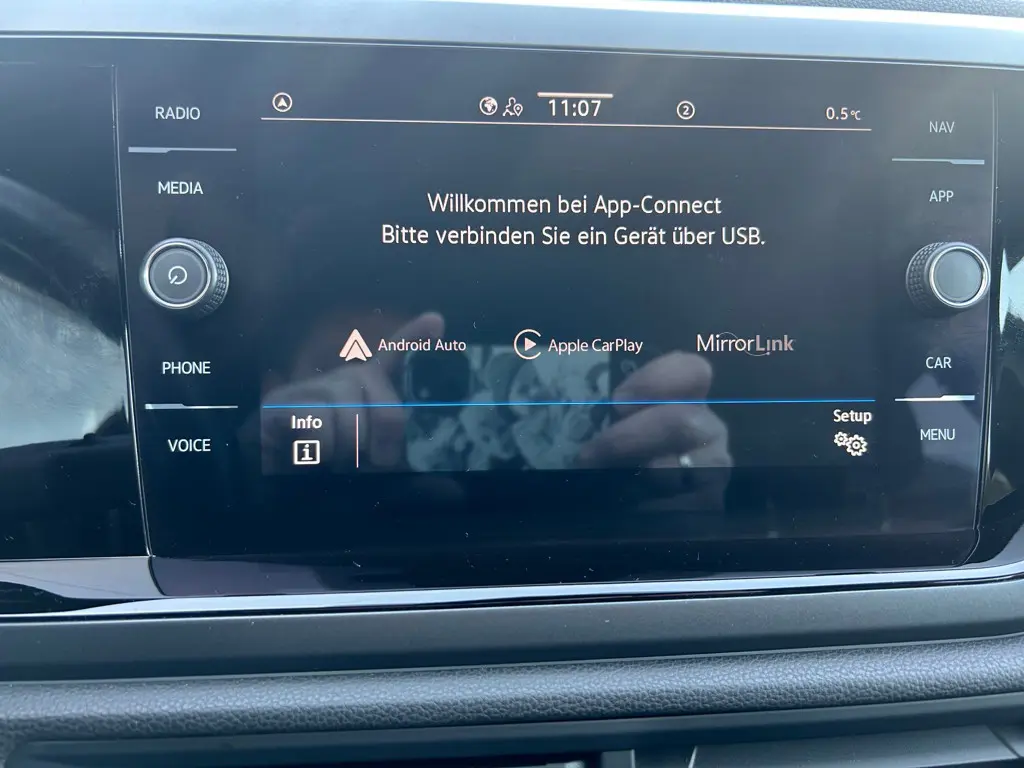 RADIO
MEDIA
PHONE
VOICE
11:07
2
0.5°C
Willkommen bei App-Connect
Bitte verbinden Sie ein Gerät über USB.
Android Auto
Apple CarPlay
MirrorLink
Info
i
Setup
NAV
APP
CAR
MENU